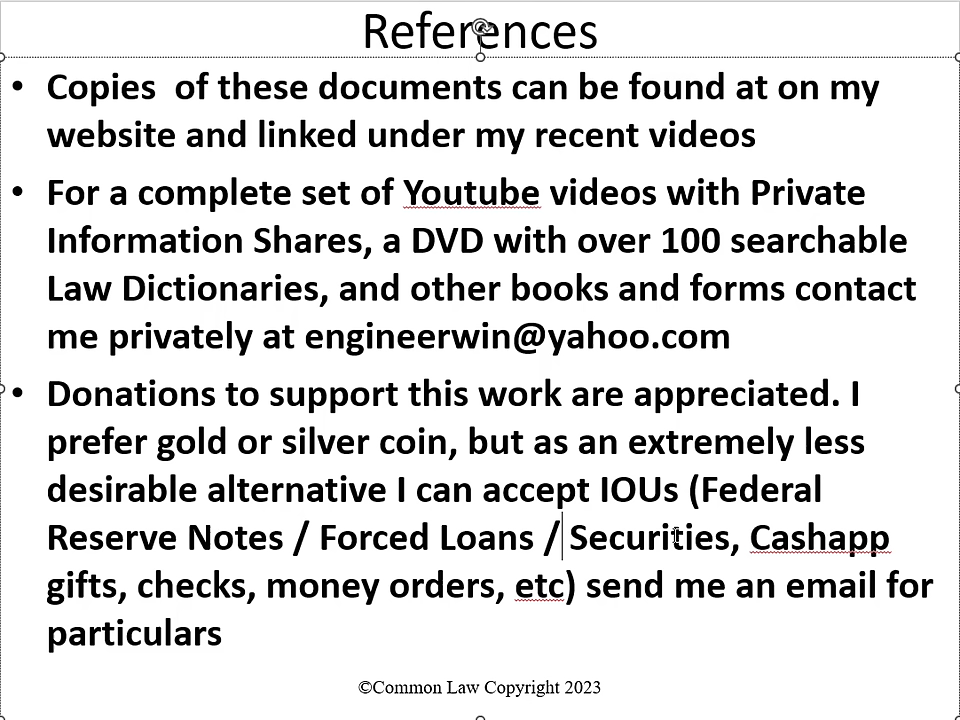 References
• Copies  of these documents can be found at on my
website and linked under my recent videos
• For a complete set of Youtube videos with Private
Information Shares, a DVD with over 100 searchable
Law Dictionaries, and other books and forms contact
me privately at engineerwin@yahoo.com
• Donations to support this work are appreciated. I
prefer gold or silver coin, but as an extremely less
desirable alternative I can accept IOUs (Federal
Reserve Notes / Forced Loans / Securities, Cashapp
gifts, checks, money orders, etc) send me an email for
particulars
©Common Law Copyright 2023